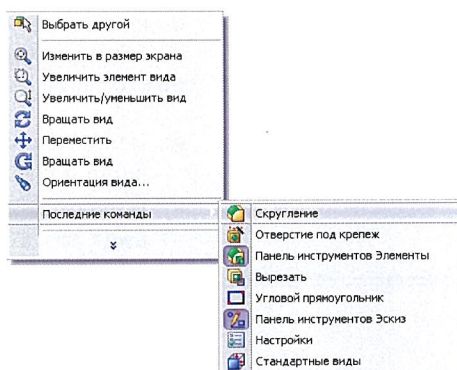 Выбрать другой
Изменить в размер экрана
Увеличить элемент вида
Увеличить/уменьшить вид
Вращать вид
Переместить
Вращать вид
Ориентация вида...
Последние команды
Скругление
Отверстие под крепеж
Панель инструментов Элементы
Вырезать
Угловой прямоугольник
Панель инструментов Эскиз
Настройки
Стандартные виды